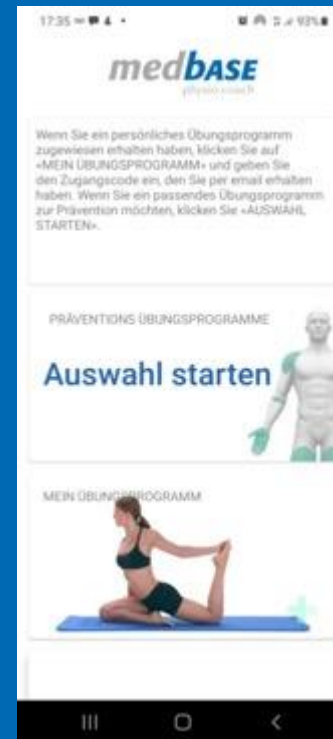 17:35
93%
medbase
physio coach
Wenn Sie ein persönliches Übungsprogramm
zugewiesen erhalten haben, klicken Sie auf
«MEIN ÜBUNGSPROGRAMM» und geben Sie
den Zugangscode ein, den Sie per email erhalten
haben. Wenn Sie ein passendes Übungsprogramm
zur Prävention möchten, klicken Sie «AUSWAHL
STARTEN».
PRÄVENTIONS ÜBUNGSPROGRAMME
Auswahl starten
MEIN ÜBUNGSPROGRAMM